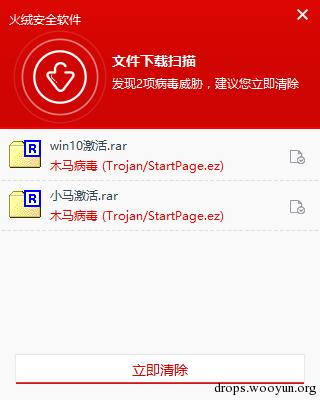 火绒安全软件
文件下载扫描
发现2项病毒威胁，建议您立即清除
win10激活.rar
木马病毒 (Trojan/StartPage.ez)
小马激活.rar
木马病毒 (Trojan/StartPage.ez)
立即清除
drops.wooyun.org